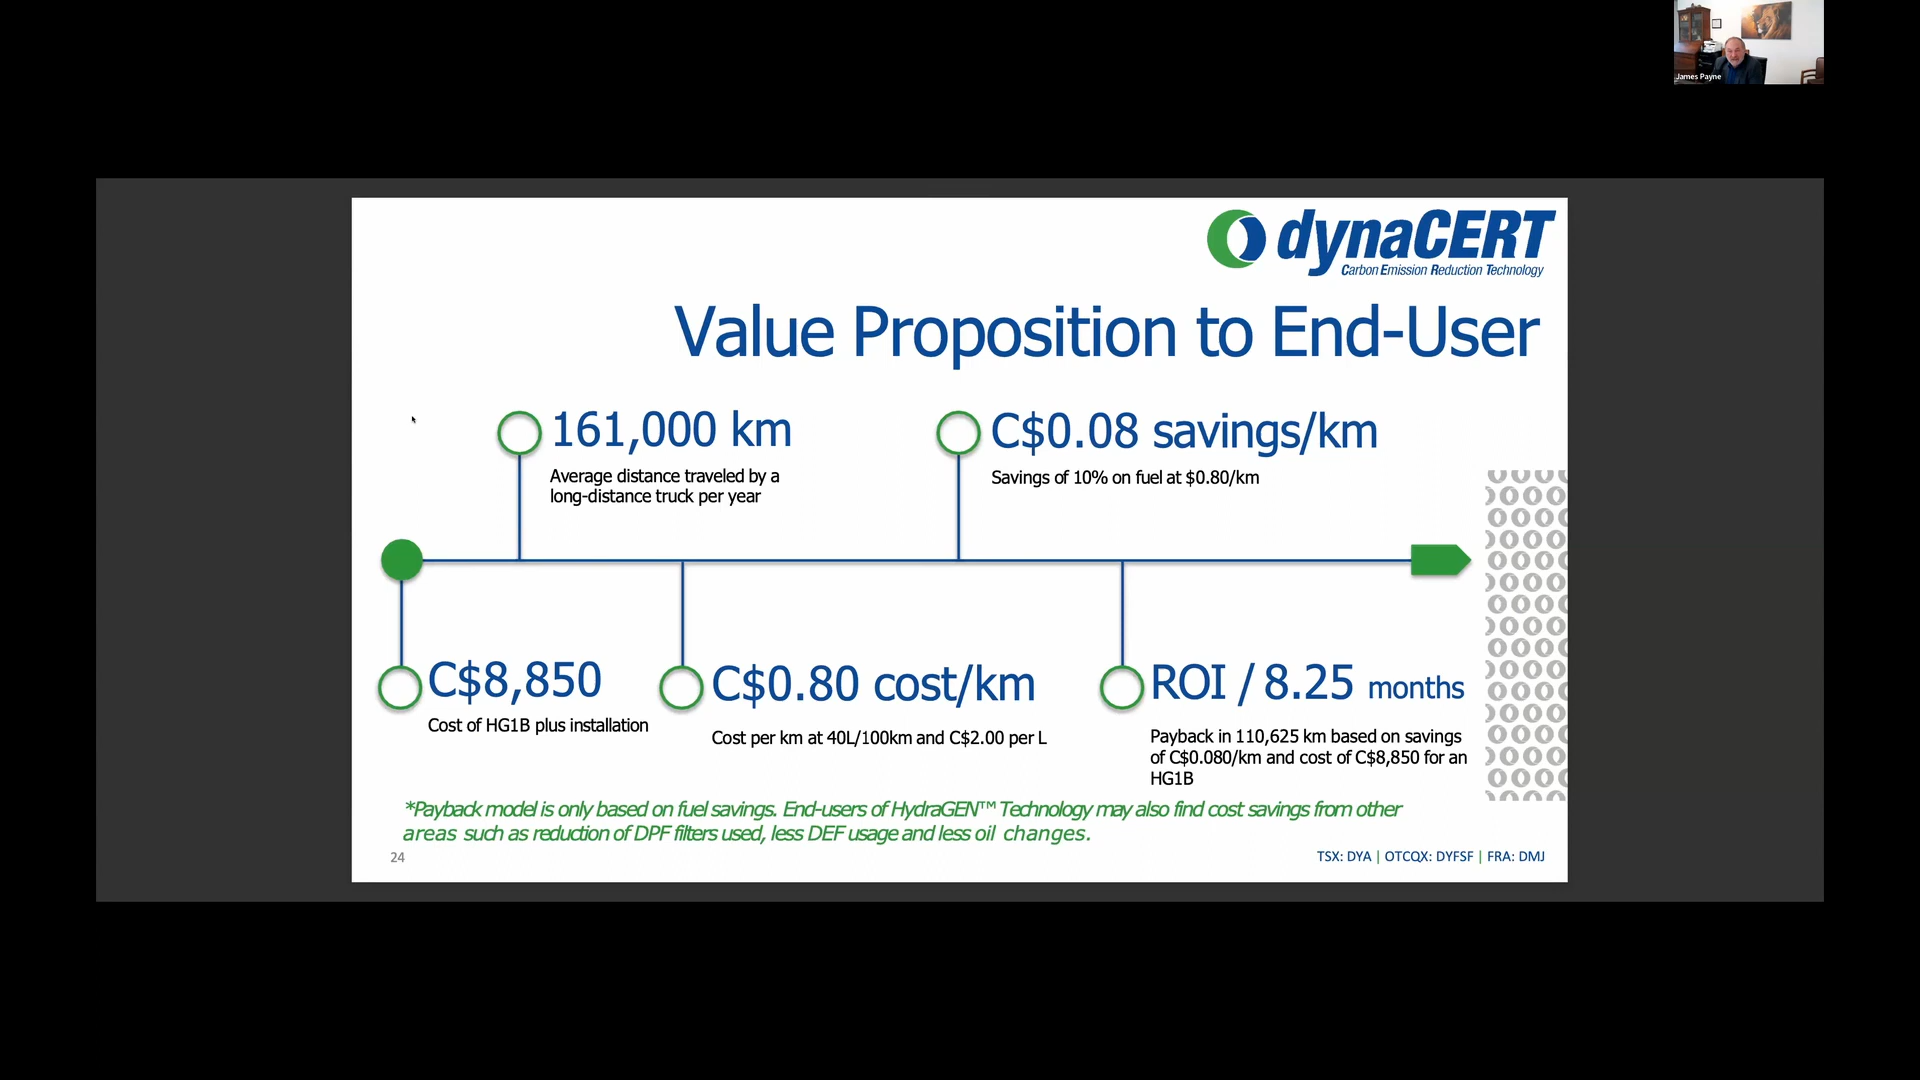 James Payne
dynaCERT
Carbon Emission Reduction Technology
Value Proposition to End-User
161,000 km
Average distance traveled by a
long-distance truck per year
C$0.08 savings/km
Savings of 10% on fuel at $0.80/km
C$8,850
Cost of HG1B plus installation
C$0.80 cost/km
Cost per km at 40L/100km and C$2.00 per L
ROI / 8.25 months
Payback in 110,625 km based on savings
of C$0.080/km and cost of C$8,850 for an
HG1B
*Payback model is only based on fuel savings. End-users of HydraGEN™ Technology may also find cost savings from other
areas such as reduction of DPF filters used, less DEF usage and less oil changes.
24
TSX: DYA | OTCQX: DYFSF | FRA: DMJ